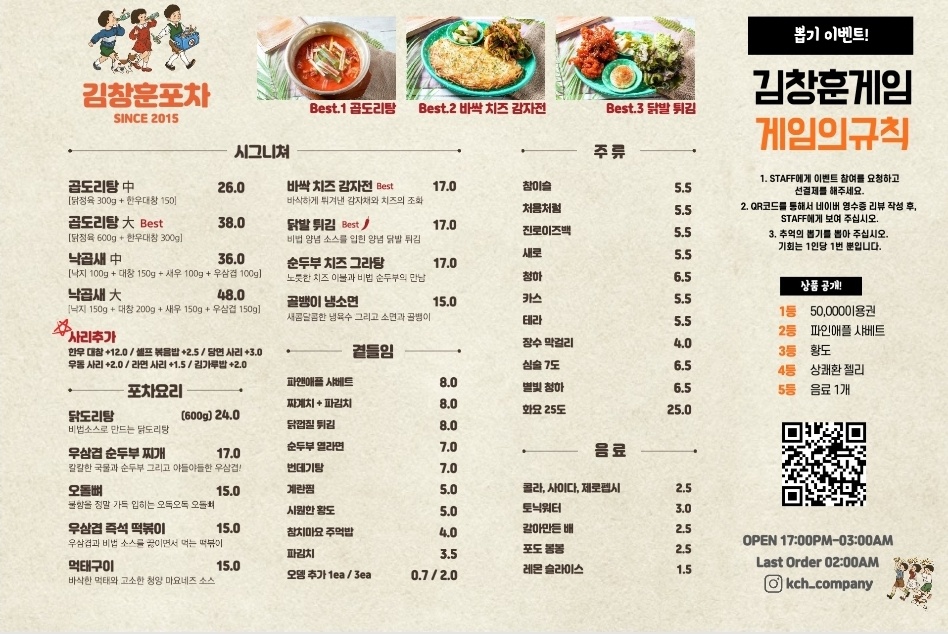 김창훈포차
SINCE 2015
Best.1 곱도리탕
Best.2 바싹 치즈 감자전
Best.3 닭발 튀김
시그니쳐
곱도리탕 中 26.0
[닭정육 300g + 한우대창 150]
곱도리탕 大 Best 38.0
[닭정육 600g + 한우대창 300g]
낙곱새 中 36.0
[낙지 100g + 대창 150g + 새우 100g + 우삼겹 100g]
낙곱새 大 48.0
[낙지 150g + 대창 200g + 새우 150g + 우삼겹 150g]
사리추가
한우 대창 +12.0 / 셀프 볶음밥 +2.5 / 당면 사리 +3.0
우동 사리 +2.0 / 라면 사리 +1.5 / 김가루밥 +2.0
포차요리
닭도리탕 (600g) 24.0
비법소스로 만드는 닭도리탕
우삼겹 순두부 찌개 17.0
칼칼한 국물과 순두부 그리고 야들야들한 우삼겹!
오돌뼈 15.0
불향을 정말 가득 입히는 오독오독 오돌뼈
우삼겹 즉석 떡볶이 15.0
우삼겹과 비법 소스를 끓이면서 먹는 떡볶이
먹태구이 15.0
바삭한 먹태와 고소한 청양 마요네즈 소스
바싹 치즈 감자전 Best 17.0
바삭하게 튀겨낸 감자채와 치즈의 조화
닭발 튀김 Best 17.0
비법 양념 소스를 입힌 양념 닭발 튀김
순두부 치즈 그라탕 17.0
노릇한 치즈 이불과 비법 순두부의 만남
골뱅이 냉소면 15.0
새콤달콤한 냉육수 그리고 소면과 골뱅이
곁들임
파인애플 샤베트 8.0
짜계치 + 파김치 8.0
닭껍질 튀김 8.0
순두부 열라면 7.0
번데기탕 7.0
계란찜 5.0
시원한 황도 5.0
참치마요 주먹밥 4.0
파김치 3.5
오뎅 추가 1ea / 3ea 0.7 / 2.0
주 류
참이슬 5.5
처음처럼 5.5
진로이즈백 5.5
새로 5.5
청하 6.5
카스 5.5
테라 5.5
장수 막걸리 4.0
심술 7도 6.5
별빛 청하 6.5
화요 25도 25.0
음 료
콜라, 사이다, 제로펩시 2.5
토닉워터 3.0
갈아만든 배 2.5
포도 봉봉 2.5
레몬 슬라이스 1.5
뽑기 이벤트!
김창훈게임
게임의규칙
1. STAFF에게 이벤트 참여를 요청하고
선결제를 해주세요.
2. QR코드를 통해서 네이버 영수증 리뷰 작성 후,
STAFF에게 보여 주십시오.
3. 추억의 뽑기를 뽑아 주십시오.
기회는 1인당 1번 뿐입니다.
상품 공개!
1등 50,000이용권
2등 파인애플 샤베트
3등 황도
4등 상쾌환 젤리
5등 음료 1개
OPEN 17:00PM-03:00AM
Last Order 02:00AM
kch_company